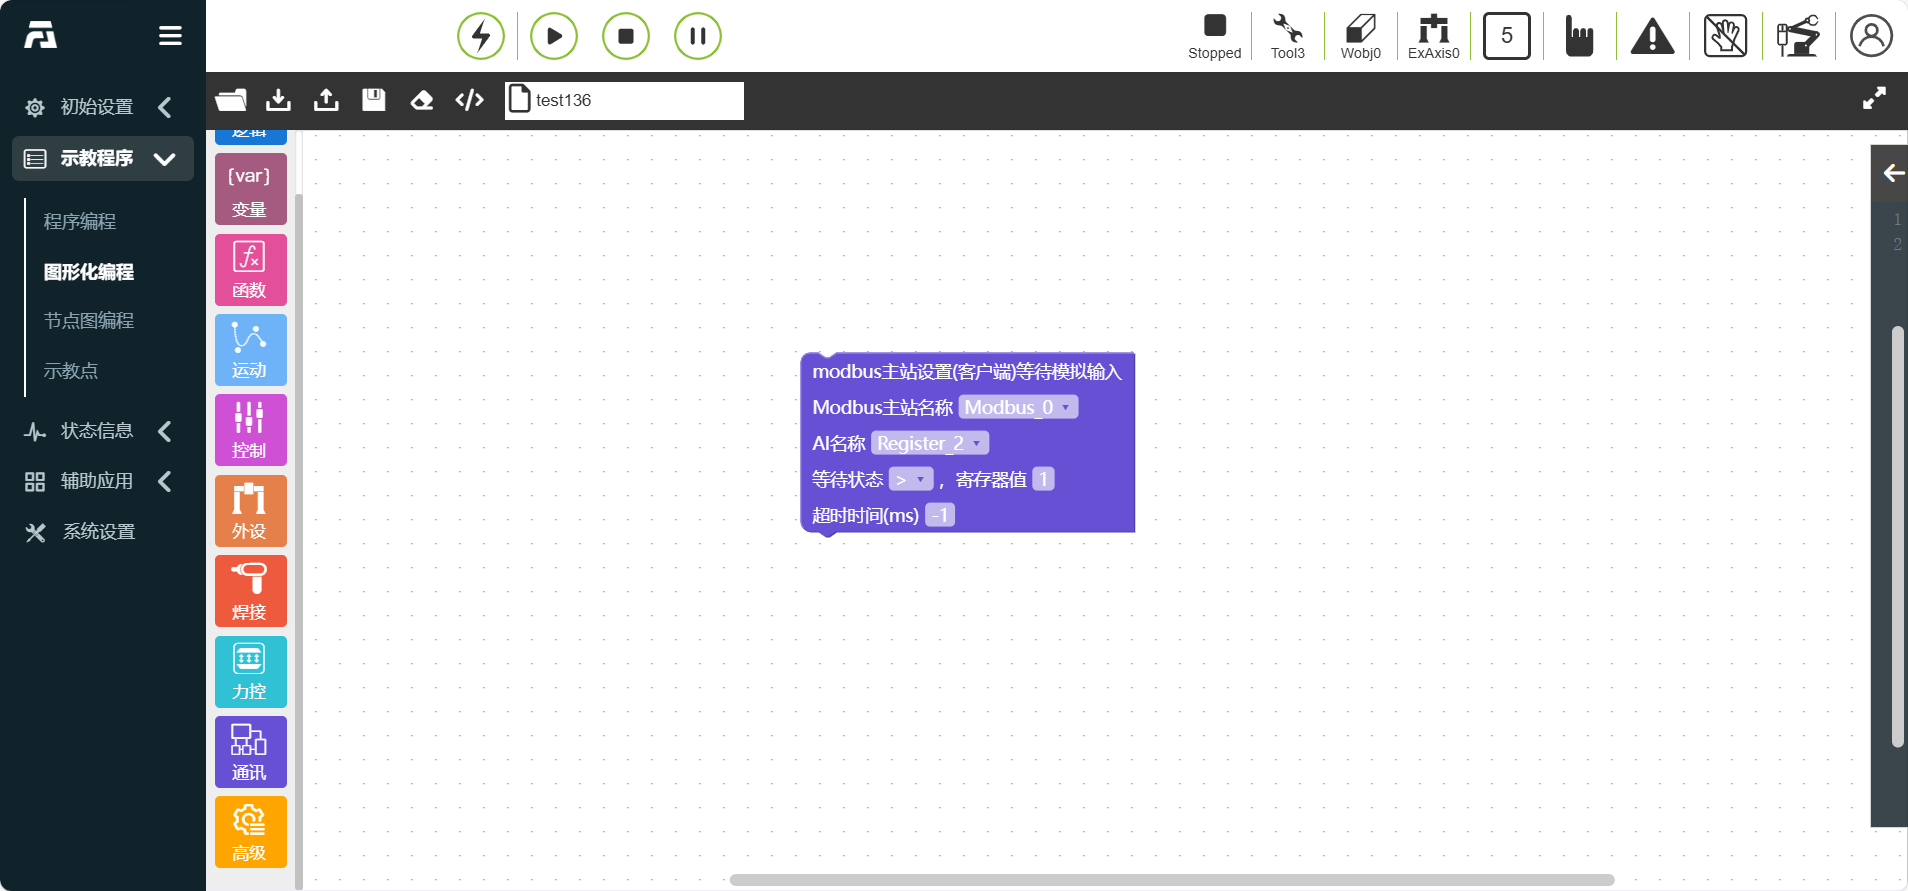 Stopped
Tool3
Wobj0
ExAxis0
5
test136
初始设置
示教程序
程序编程
图形化编程
节点图编程
示教点
状态信息
辅助应用
系统设置
逻辑
{var}
变量
函数
运动
控制
外设
焊接
力控
通讯
高级
modbus主站设置(客户端)等待模拟输入
Modbus主站名称 Modbus_0
AI名称 Register_2
等待状态 > ，寄存器值 1
超时时间(ms) -1
1
2